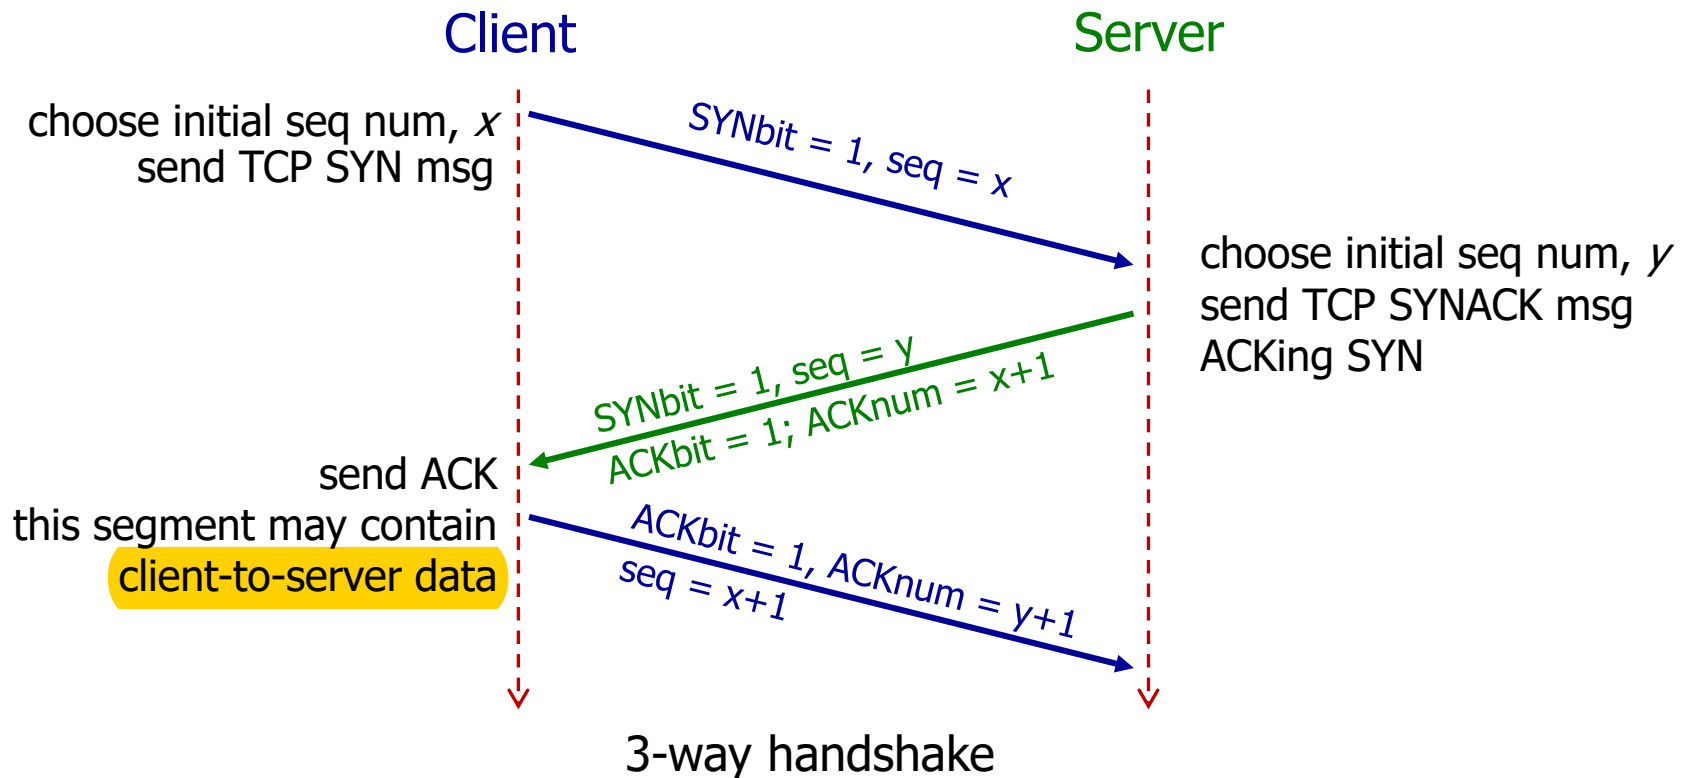 Client
Server
choose initial seq num, x
send TCP SYN msg
SYNbit = 1, seq = x
choose initial seq num, y
send TCP SYNACK msg
ACKing SYN
SYNbit = 1, seq = y
ACKbit = 1; ACKnum = x+1
send ACK
this segment may contain
client-to-server data
ACKbit = 1, ACKnum = y+1
seq = x+1
3-way handshake